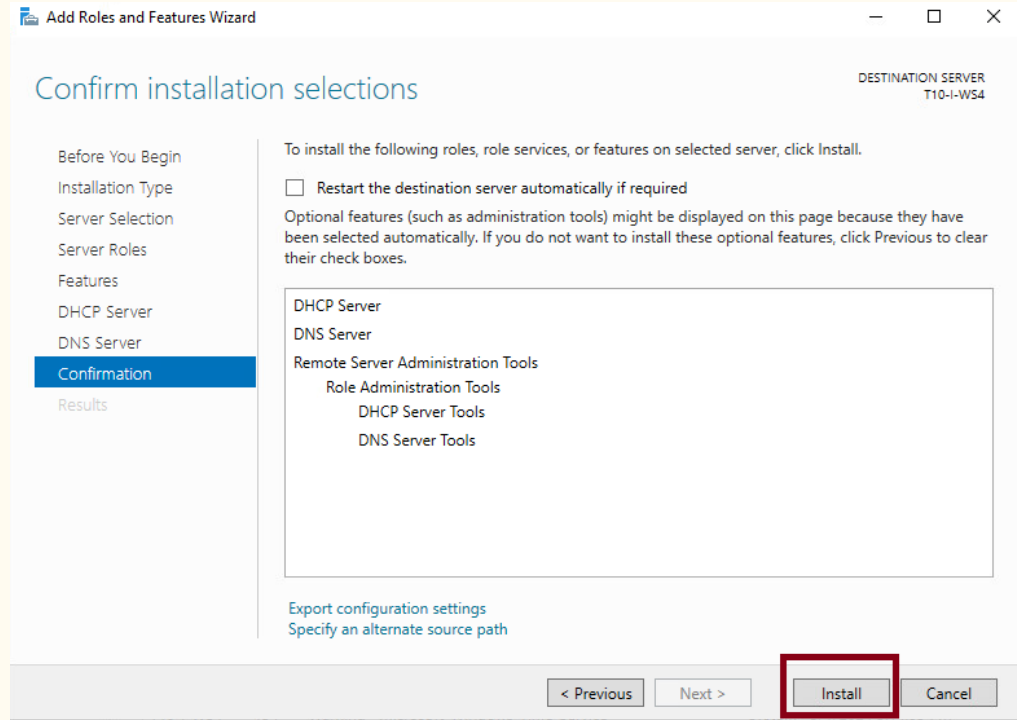 Add Roles and Features Wizard
Confirm installation selections
DESTINATION SERVER
T10-I-WS4
Before You Begin
Installation Type
Server Selection
Server Roles
Features
DHCP Server
DNS Server
Confirmation
Results
To install the following roles, role services, or features on selected server, click Install.
Restart the destination server automatically if required
Optional features (such as administration tools) might be displayed on this page because they have
been selected automatically. If you do not want to install these optional features, click Previous to clear
their check boxes.
DHCP Server
DNS Server
Remote Server Administration Tools
Role Administration Tools
DHCP Server Tools
DNS Server Tools
Export configuration settings
Specify an alternate source path
< Previous
Next >
Install
Cancel